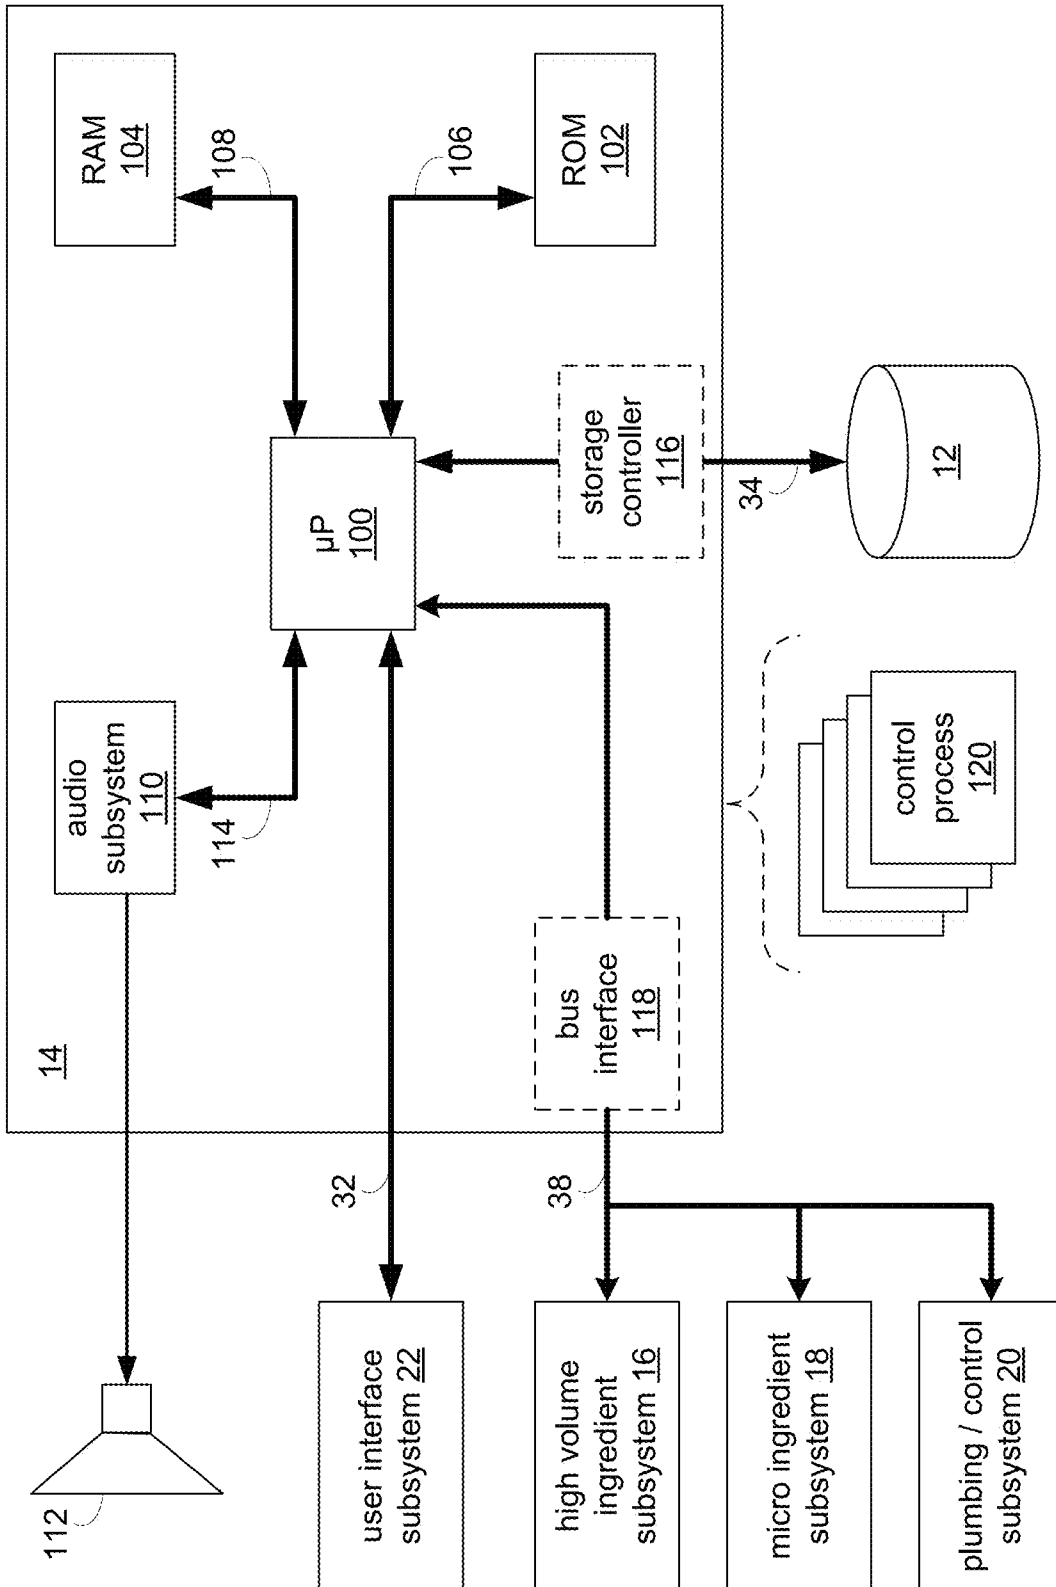 14
RAM
104
108
106
ROM
102
µP
100
audio
subsystem
110
114
storage
controller
116
34
12
bus
interface
118
control
process
120
112
32
38
user interface
subsystem 22
high volume
ingredient
subsystem 16
micro ingredient
subsystem 18
plumbing / control
subsystem 20